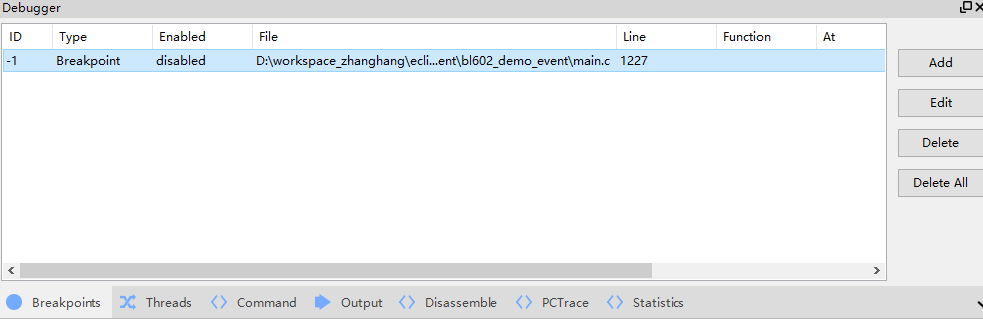 Debugger
ID Type Enabled File Line Function At
-1 Breakpoint disabled D:\workspace_zhanghang\ecli...ent\bl602_demo_event\main.c 1227
Add
Edit
Delete
Delete All
Breakpoints Threads Command Output Disassemble PCTrace Statistics